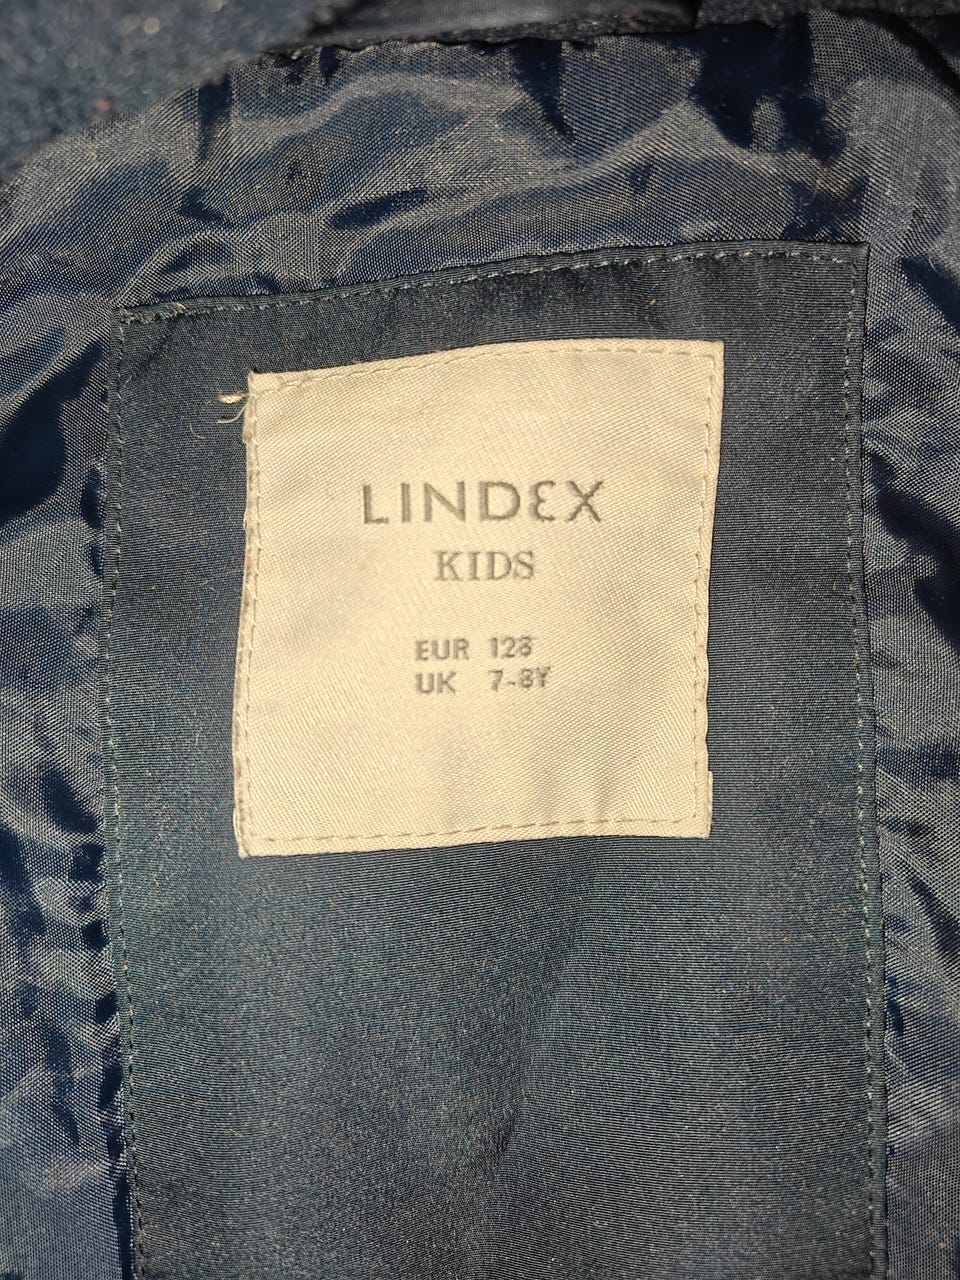 LINDEX
KIDS
EUR 128
UK 7-8Y